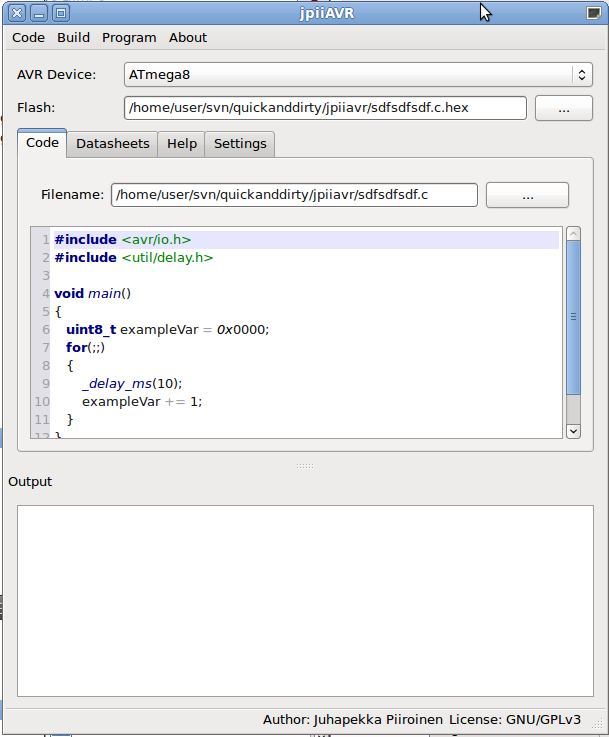 jpiiAVR
Code Build Program About
AVR Device: ATmega8
Flash: /home/user/svn/quickanddirty/jpiiavr/sdfsdfsdf.c.hex ...
Code Datasheets Help Settings
Filename: /home/user/svn/quickanddirty/jpiiavr/sdfsdfsdf.c ...
1 #include <avr/io.h>
2 #include <util/delay.h>
3
4 void main()
5 {
6 uint8_t exampleVar = 0x0000;
7 for(;;)
8 {
9 _delay_ms(10);
10 exampleVar += 1;
11 }
12 }
Output
Author: Juhapekka Piiroinen License: GNU/GPLv3